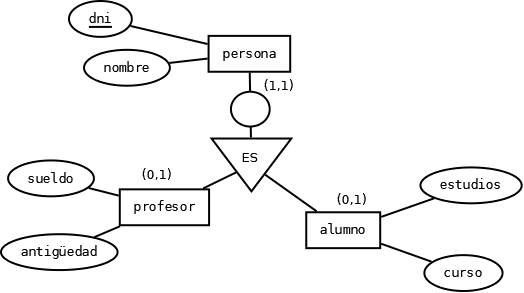 dni
persona
nombre
(1,1)
ES
(0,1)
sueldo
profesor
antigüedad
(0,1)
estudios
alumno
curso